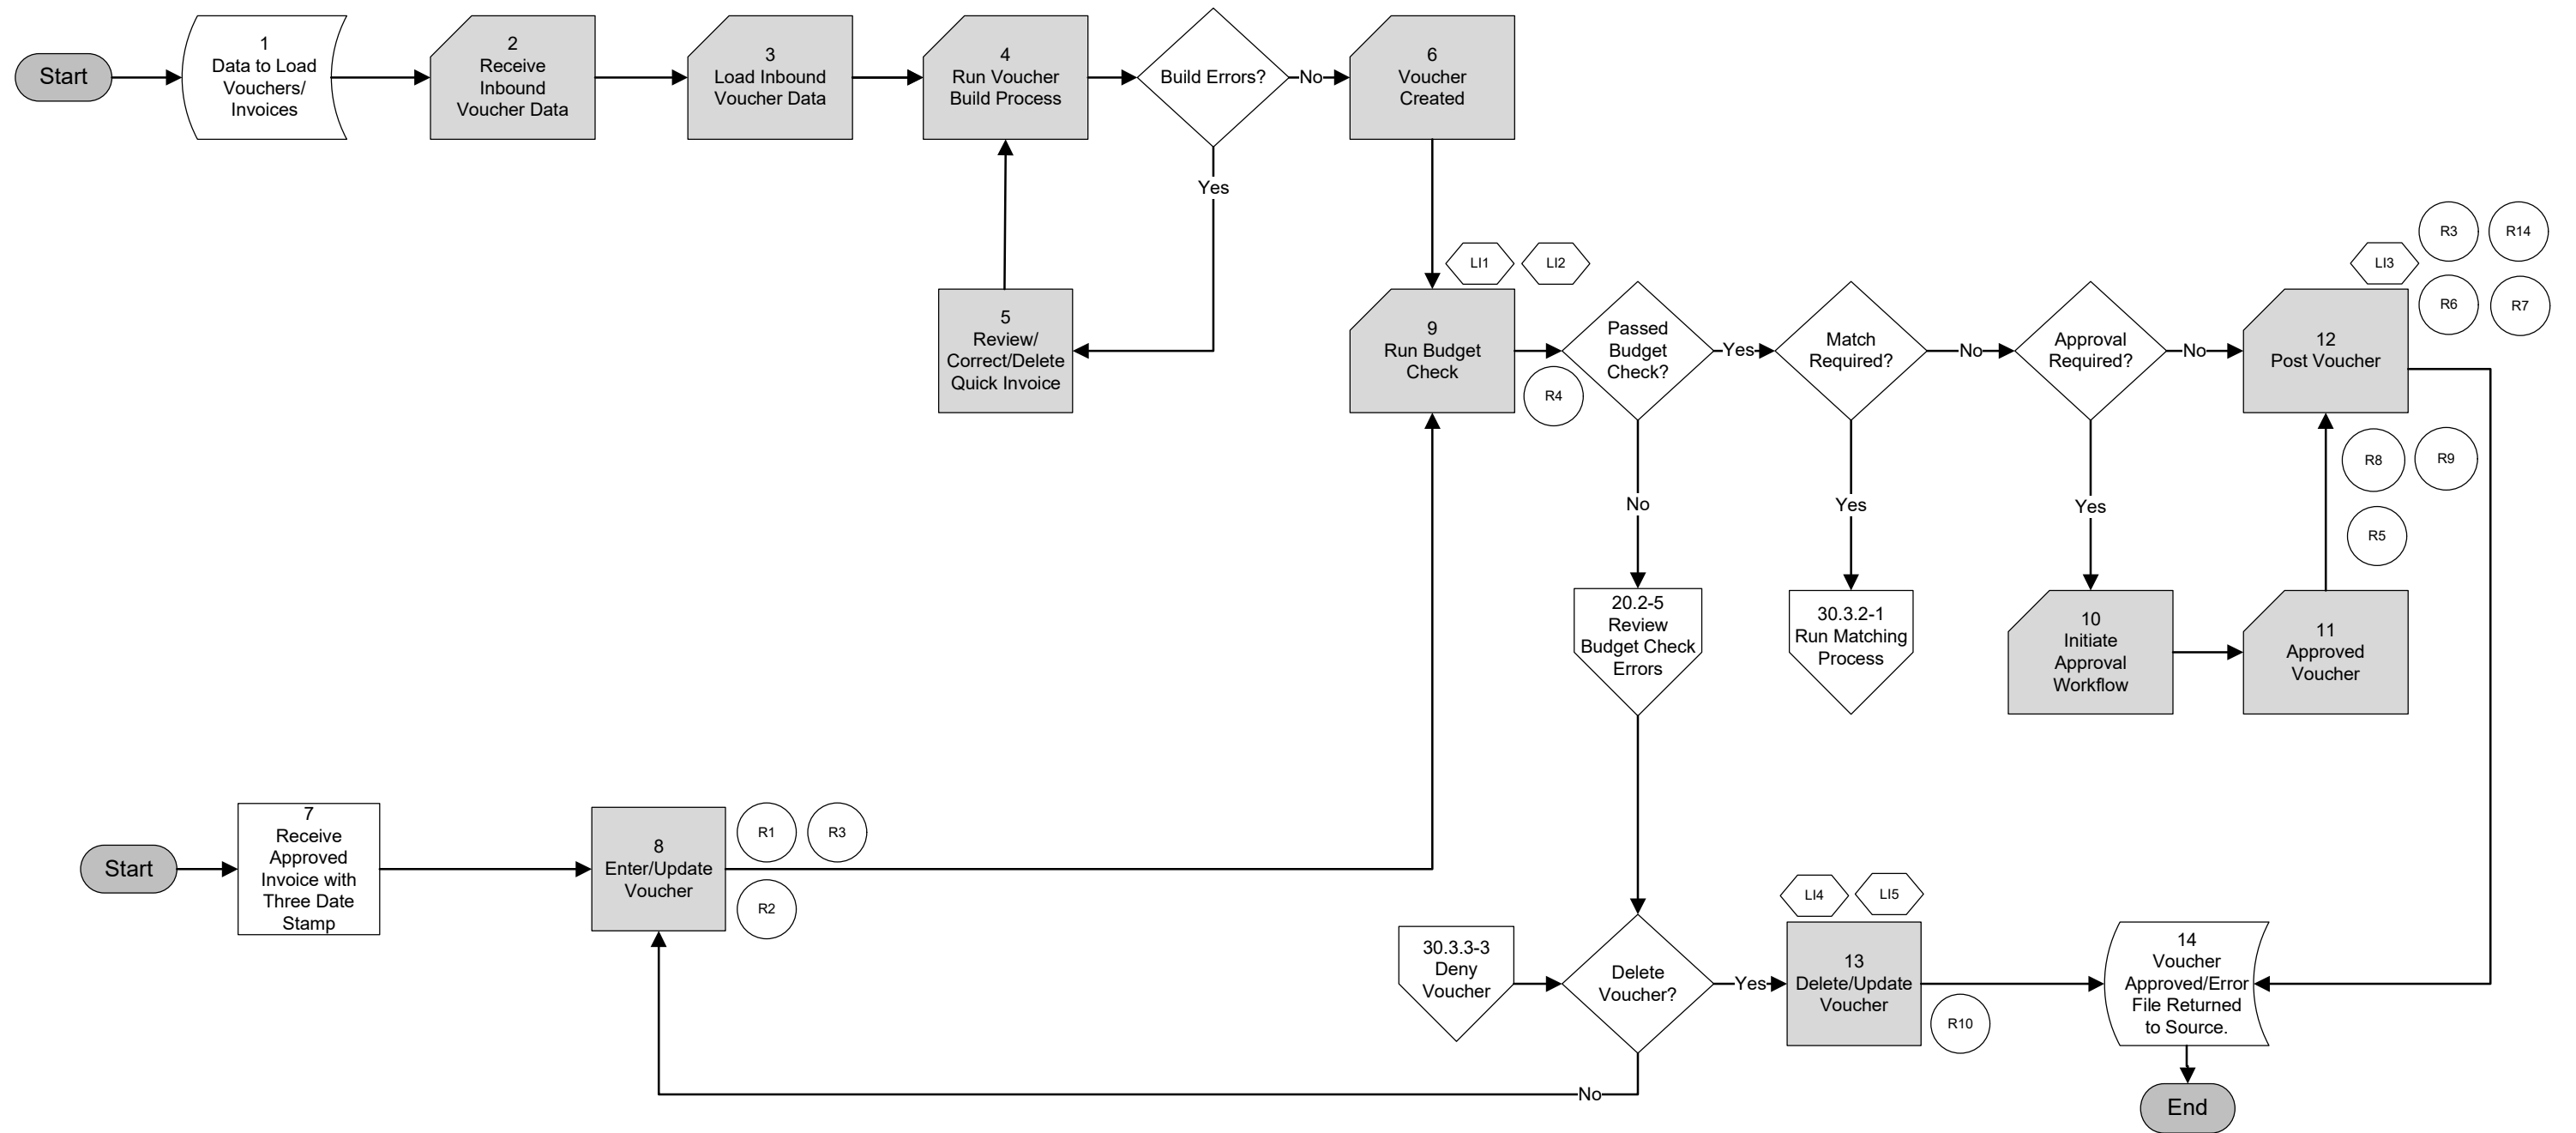 Start
1
Data to Load
Vouchers/
Invoices
2
Receive
Inbound
Voucher Data
3
Load Inbound
Voucher Data
4
Run Voucher
Build Process
Build Errors?
No
6
Voucher
Created
Yes
5
Review/
Correct/Delete
Quick Invoice
LI1
LI2
9
Run Budget
Check
R4
Passed
Budget
Check?
Yes
Match
Required?
No
Approval
Required?
No
LI3
R3
R14
R6
R7
12
Post Voucher
R8
R9
R5
No
Yes
Yes
20.2-5
Review
Budget Check
Errors
30.3.2-1
Run Matching
Process
10
Initiate
Approval
Workflow
11
Approved
Voucher
Start
7
Receive
Approved
Invoice with
Three Date
Stamp
8
Enter/Update
Voucher
R1
R3
R2
30.3.3-3
Deny
Voucher
Delete
Voucher?
Yes
LI4
LI5
13
Delete/Update
Voucher
R10
14
Voucher
Approved/Error
File Returned
to Source.
No
End